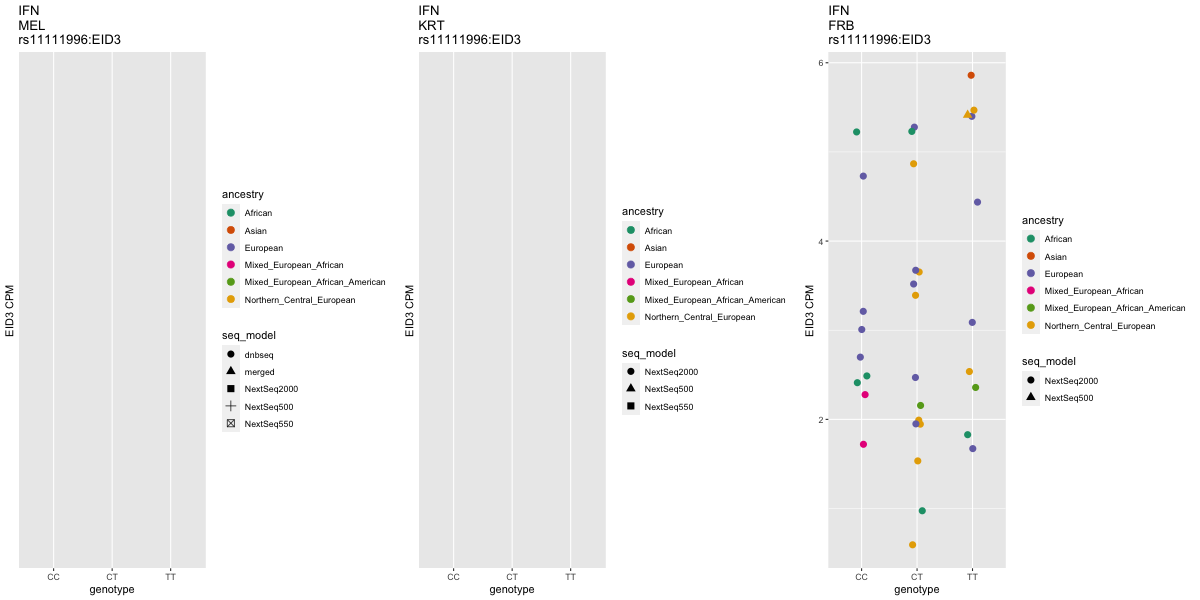 IFN
MEL
rs11111996:EID3
EID3 CPM
CC
CT
TT
genotype
ancestry
African
Asian
European
Mixed_European_African
Mixed_European_African_American
Northern_Central_European
seq_model
dnbseq
merged
NextSeq2000
NextSeq500
NextSeq550
IFN
KRT
rs11111996:EID3
EID3 CPM
CC
CT
TT
genotype
ancestry
African
Asian
European
Mixed_European_African
Mixed_European_African_American
Northern_Central_European
seq_model
NextSeq2000
NextSeq500
NextSeq550
IFN
FRB
rs11111996:EID3
EID3 CPM
6
4
2
CC
CT
TT
genotype
ancestry
African
Asian
European
Mixed_European_African
Mixed_European_African_American
Northern_Central_European
seq_model
NextSeq2000
NextSeq500